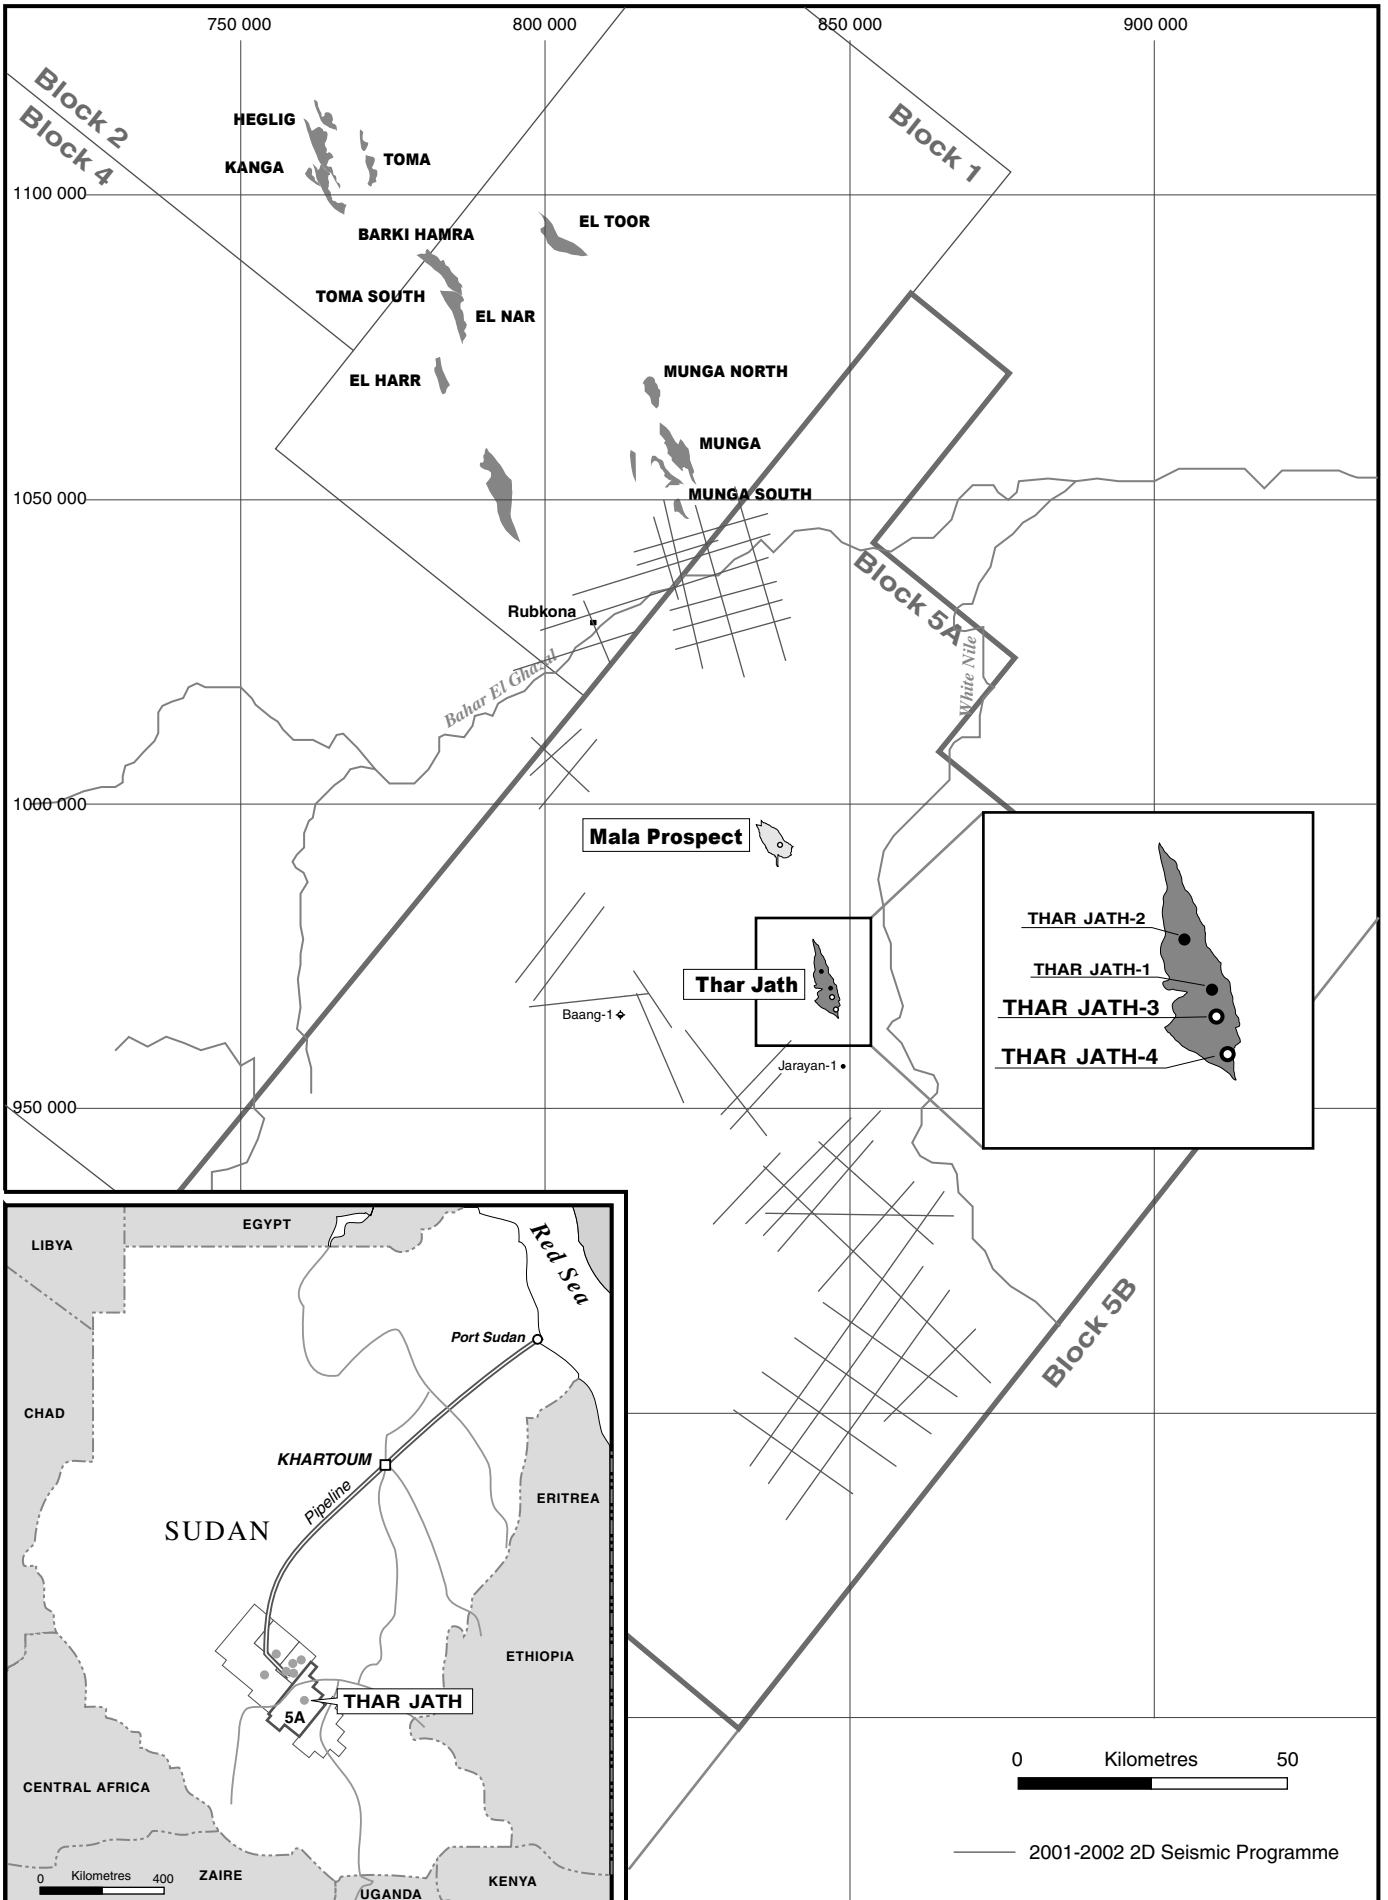 750 000
800 000
850 000
900 000
Block 2
Block 4
Block 1
HEGLIG
TOMA
KANGA
1100 000
EL TOOR
BARKI HAMRA
TOMA SOUTH
EL NAR
EL HARR
MUNGA NORTH
MUNGA
MUNGA SOUTH
1050 000
Block 5A
Rubkona
Bahar El Ghazal
White Nile
1000 000
Mala Prospect
Thar Jath
THAR JATH-2
THAR JATH-1
THAR JATH-3
THAR JATH-4
Baang-1
Jarayan-1
950 000
Block 5B
EGYPT
LIBYA
Red Sea
Port Sudan
CHAD
KHARTOUM
Pipeline
ERITREA
SUDAN
ETHIOPIA
THAR JATH
5A
CENTRAL AFRICA
ZAIRE
UGANDA
KENYA
0 Kilometres 400
0 Kilometres 50
2001-2002 2D Seismic Programme